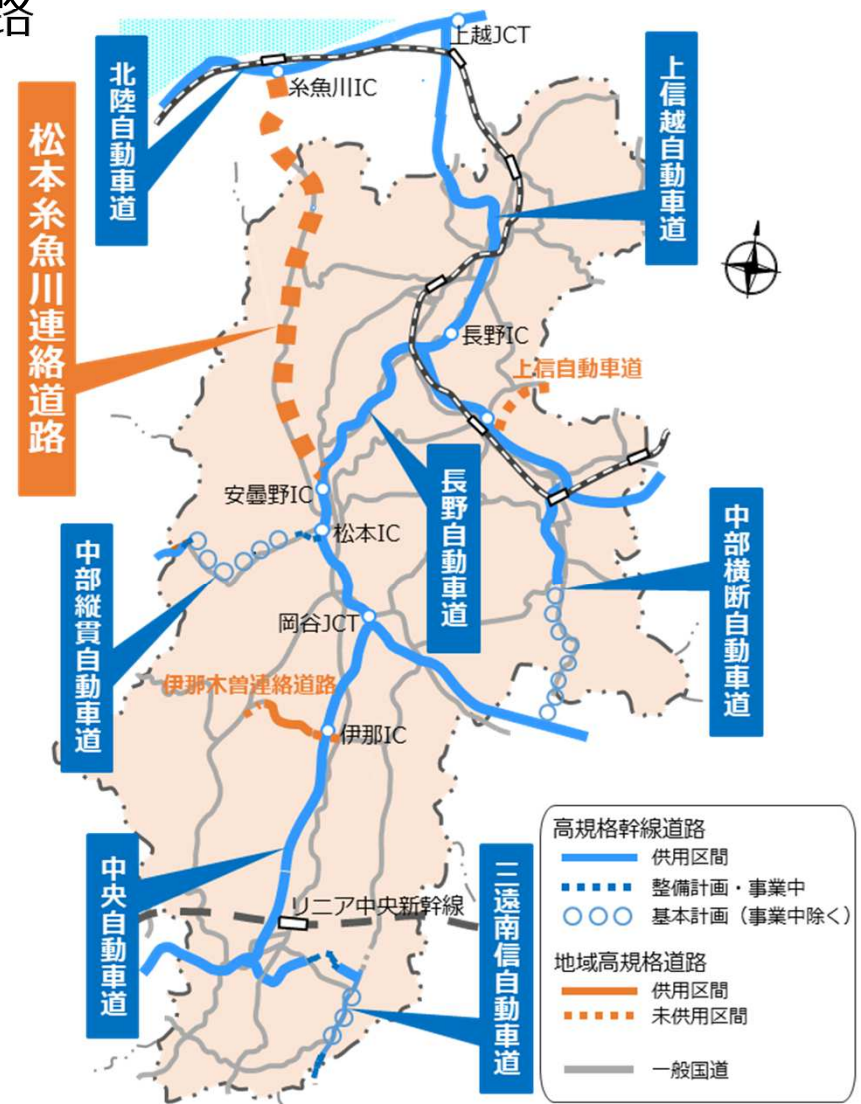 路
上越JCT
糸魚川IC
北陸自動車道
上信越自動車道
松本糸魚川連絡道路
長野IC
上信自動車道
安曇野IC
松本IC
長野自動車道
中部横断自動車道
中部縦貫自動車道
岡谷JCT
伊那木曽連絡道路
伊那IC
中央自動車道
リニア中央新幹線
三遠南信自動車道
高規格幹線道路
供用区間
整備計画・事業中
基本計画（事業中除く）
地域高規格道路
供用区間
未供用区間
一般国道